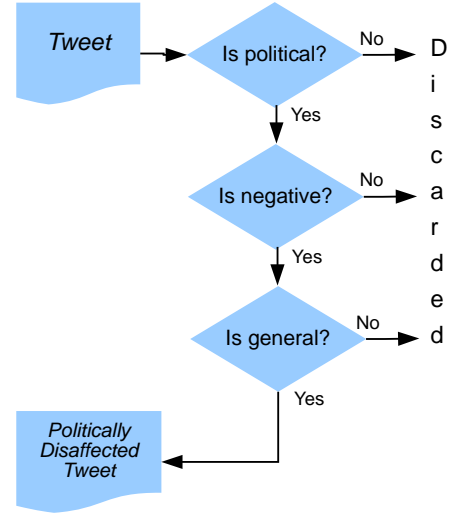 Tweet
Is political?
No
Yes
Is negative?
No
Yes
Is general?
No
Yes
Politically
Disaffected
Tweet
D
i
s
c
a
r
d
e
d